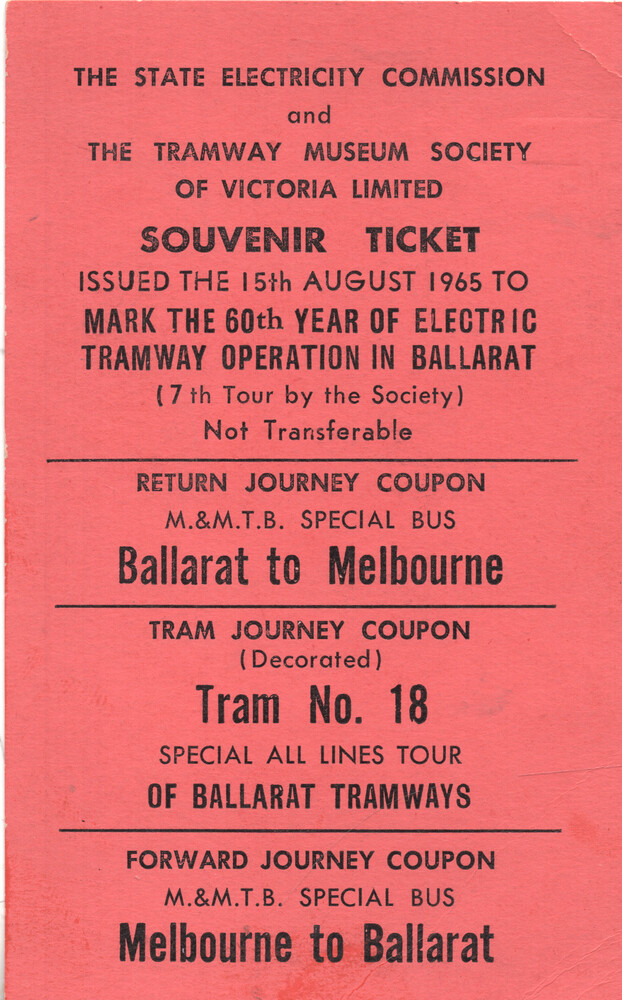 THE STATE ELECTRICITY COMMISSION
and
THE TRAMWAY MUSEUM SOCIETY
OF VICTORIA LIMITED
SOUVENIR TICKET
ISSUED THE 15th AUGUST 1965 TO
MARK THE 60th YEAR OF ELECTRIC
TRAMWAY OPERATION IN BALLARAT
(7th Tour by the Society)
Not Transferable
RETURN JOURNEY COUPON
M.&M.T.B. SPECIAL BUS
Ballarat to Melbourne
TRAM JOURNEY COUPON
(Decorated)
Tram No. 18
SPECIAL ALL LINES TOUR
OF BALLARAT TRAMWAYS
FORWARD JOURNEY COUPON
M.&M.T.B. SPECIAL BUS
Melbourne to Ballarat